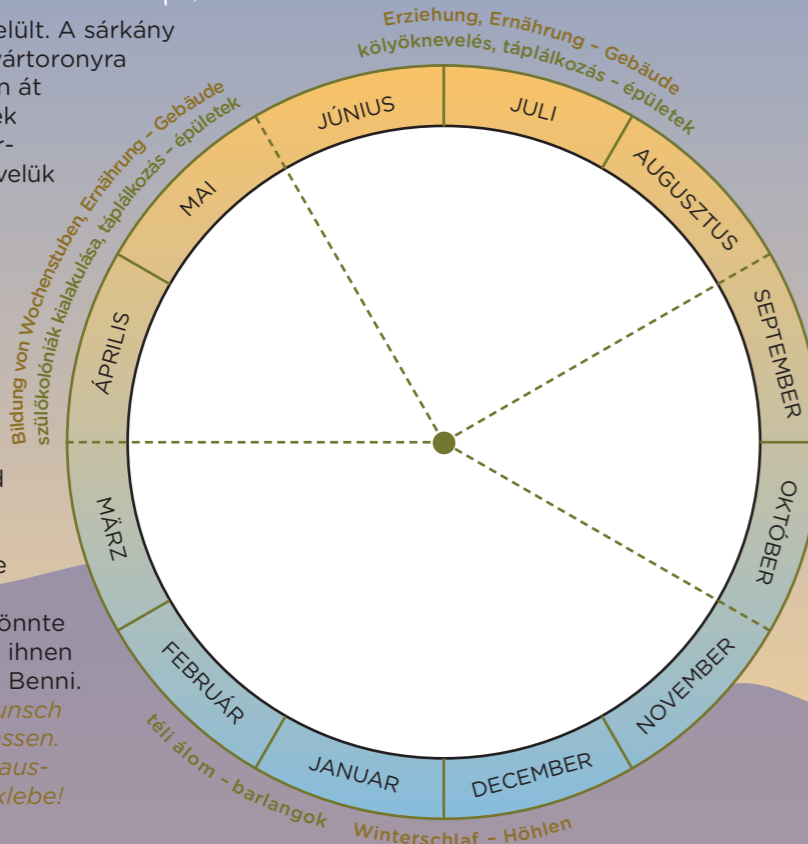 elült. A sárkány
ártoronyra
n át
ek
r-
velük
d
e
önnte
ihnen
Benni.
unsch
ssen.
aus-
klebe!
Erziehung, Ernährung – Gebäude
kölyöknevelés, táplálkozás – épületek
Bildung von Wochenstuben, Ernährung – Gebäude
szülőkolóniák kialakulása, táplálkozás – épületek
JÚNIUS
JULI
AUGUSZTUS
SEPTEMBER
OKTÓBER
NOVEMBER
DECEMBER
JANUAR
FEBRUÁR
MÄRZ
ÁPRILIS
MAI
téli álom – barlangok
Winterschlaf – Höhlen